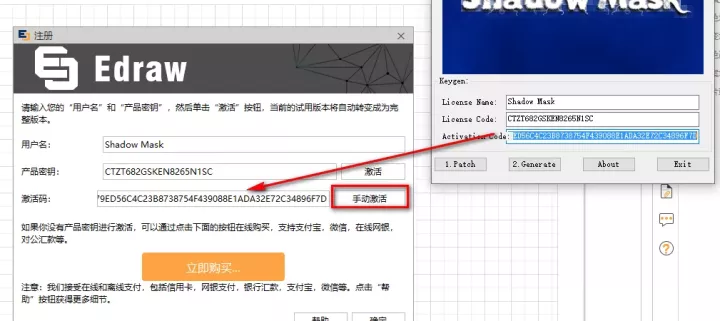 Shadow Mask
注册
Edraw
请输入您的“用户名”和“产品密钥”，然后单击“激活”按钮，当前的试用版本将自动转变成为完
整版本。
用户名： Shadow Mask
产品密钥： CTZT682GSKEN8265N1SC 激活
激活码： 9ED56C4C23B8738754F439088E1ADA32E72C34896F7D 手动激活
如果你没有产品密钥进行激活，可以通过点击下面的按钮在线购买，支持支付宝，微信，在线网银，
对公汇款等。
立即购买...
注意：我们接受在线和离线支付，包括信用卡，网银支付，银行汇款，支付宝，微信等。点击“帮
助”按钮获得更多细节。
帮助 确定
Keygen:
License Name: Shadow Mask
License Code: CTZT682GSKEN8265N1SC
Activation Code: ED56C4C23B8738754F439088E1ADA32E72C34896F7D
1.Patch 2.Generate About Exit